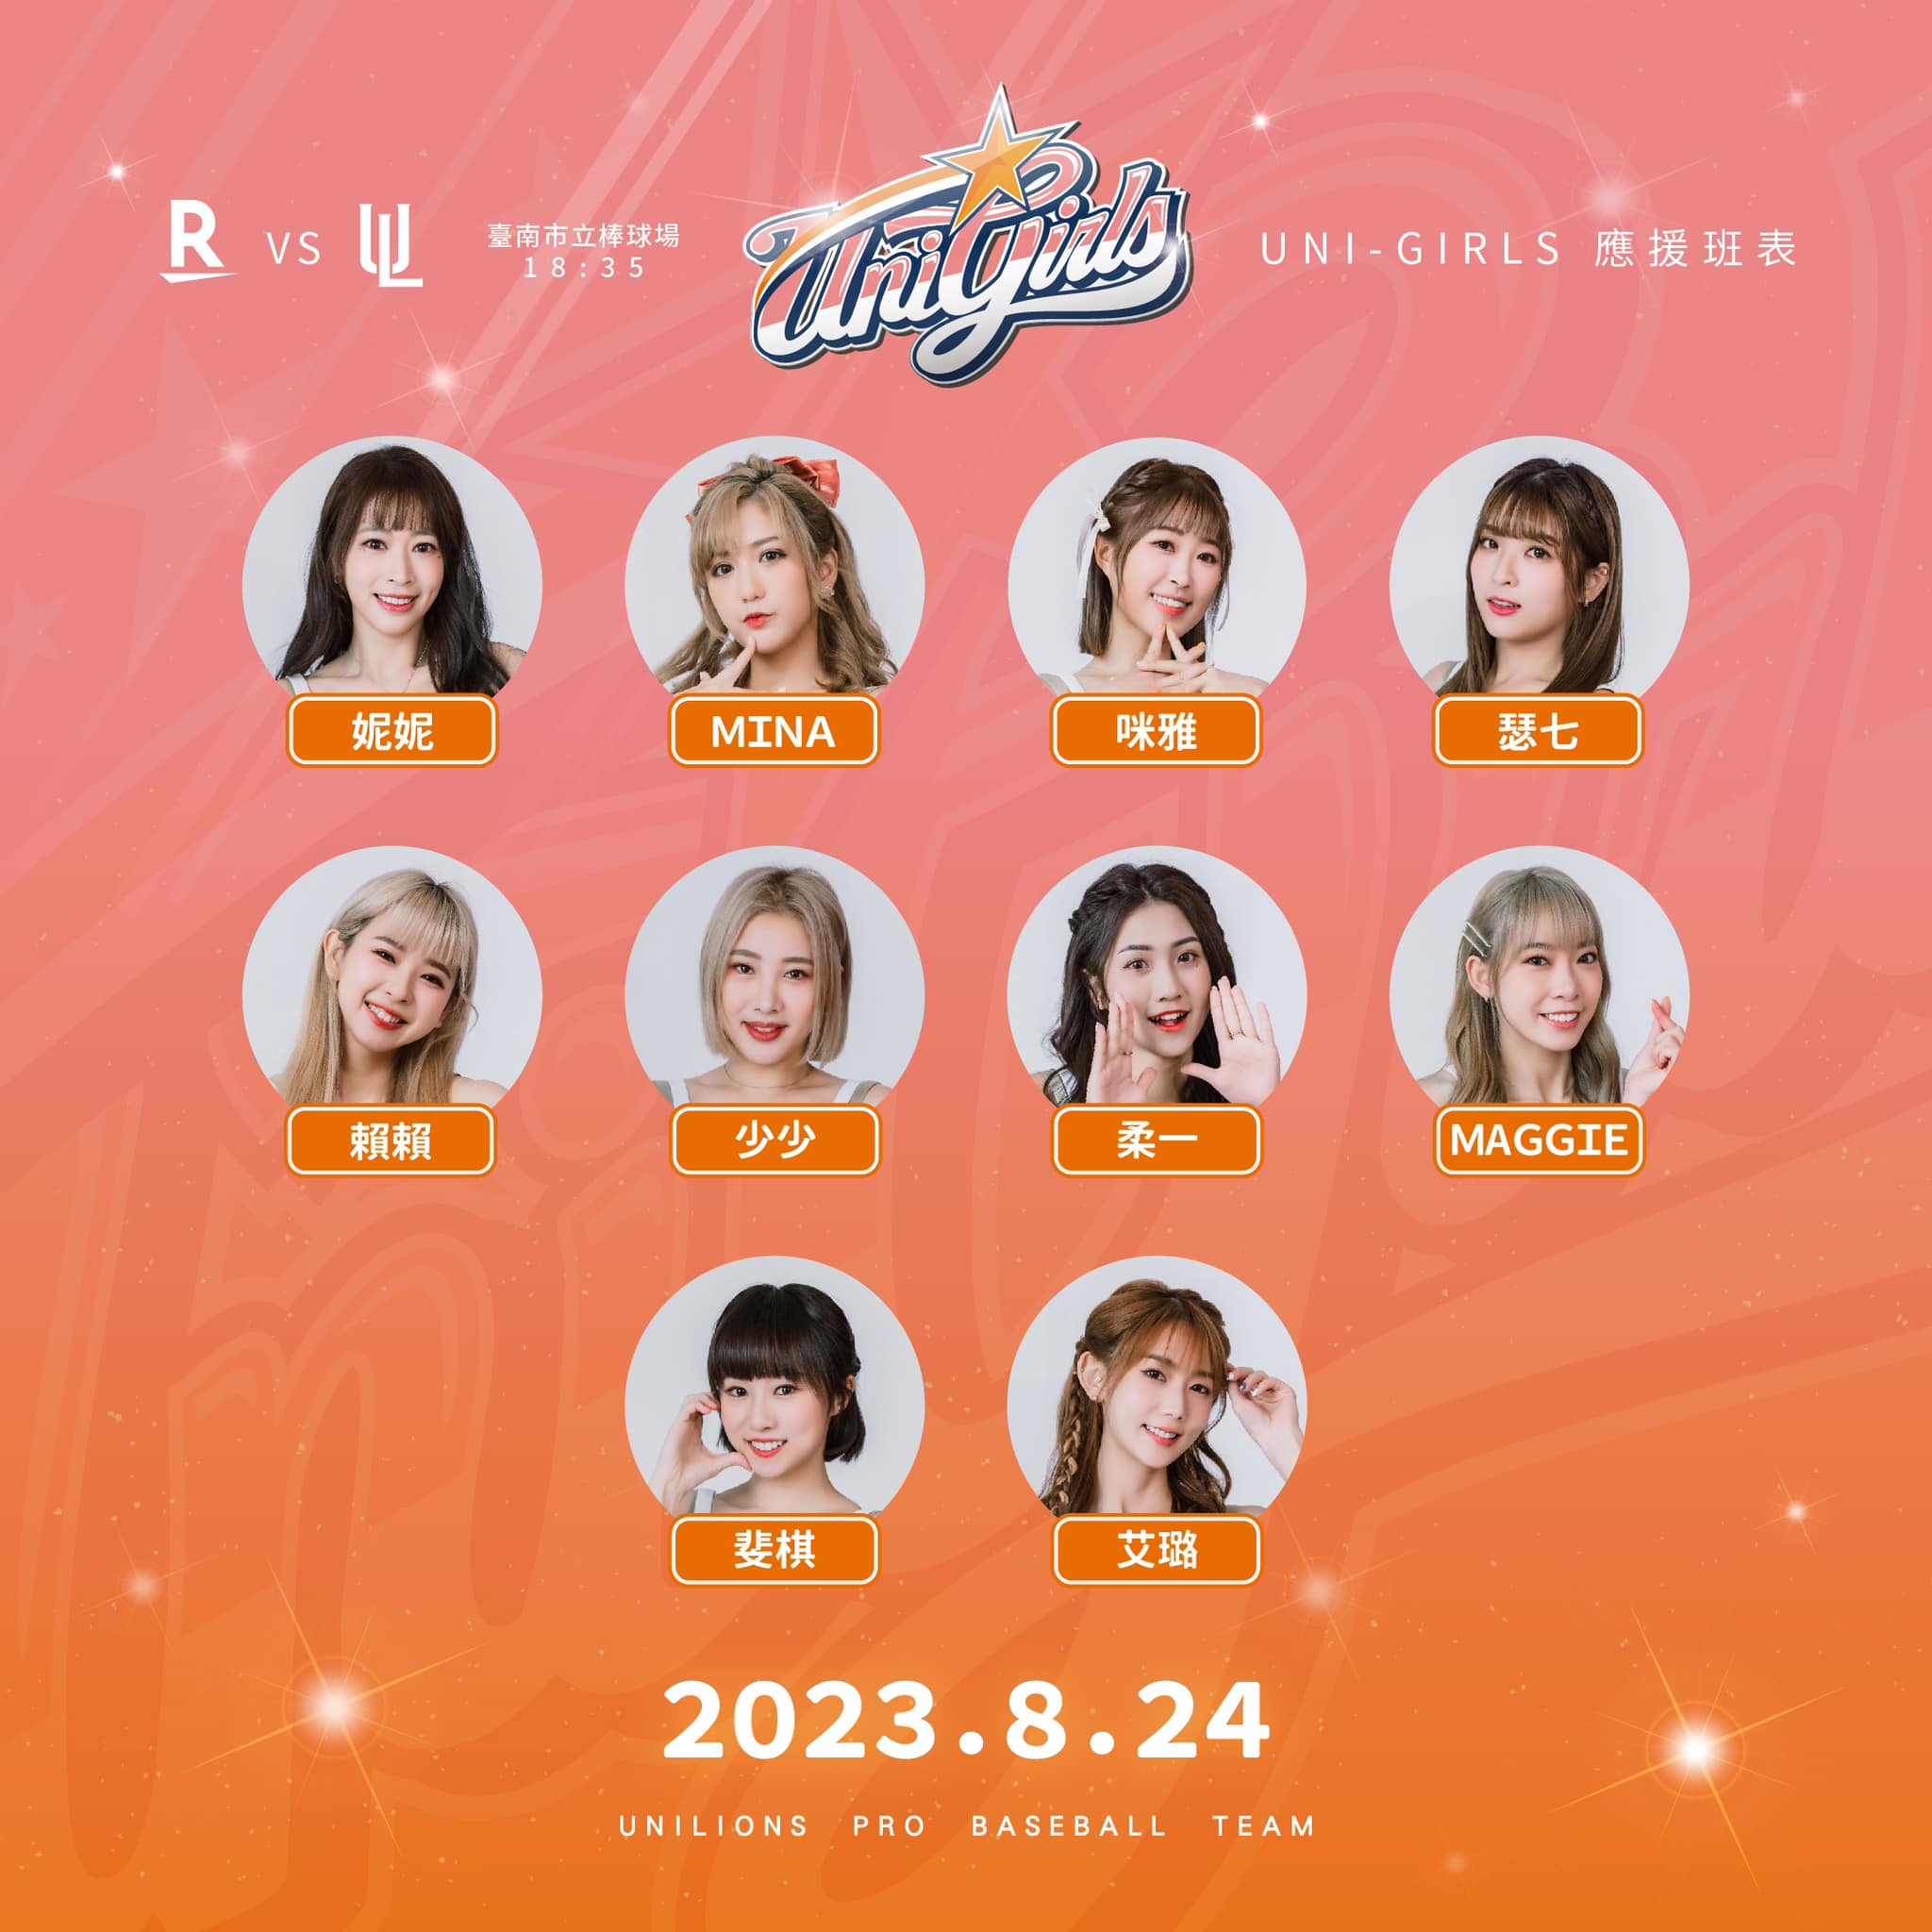 R VS UL
臺南市立棒球場
18:35
UniGirls
UNI-GIRLS 應援班表
妮妮
MINA
咪雅
瑟七
賴賴
少少
柔一
MAGGIE
斐棋
艾璐
2023.8.24
UNILIONS PRO BASEBALL TEAM